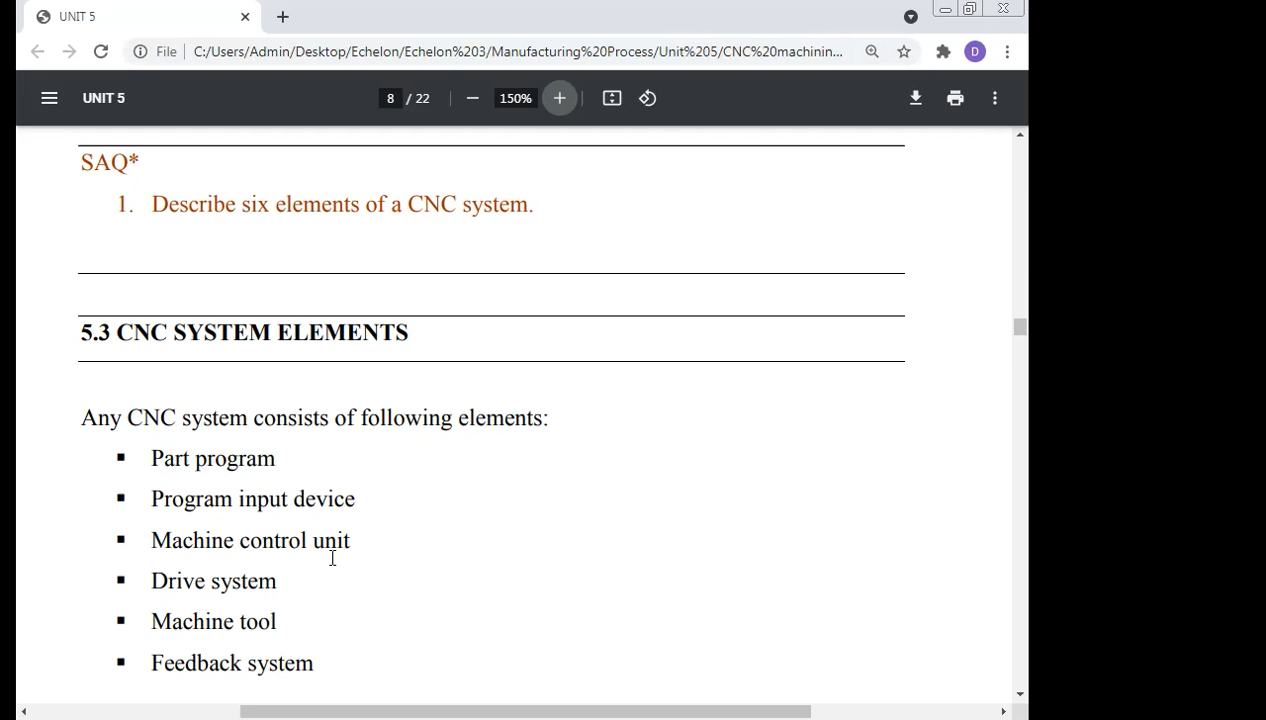 UNIT 5
File C:/Users/Admin/Desktop/Echelon/Echelon%203/Manufacturing%20Process/Unit%205/CNC%20machinin... D
UNIT 5 8 / 22 150%
SAQ*
1. Describe six elements of a CNC system.
5.3 CNC SYSTEM ELEMENTS
Any CNC system consists of following elements:
▪ Part program
▪ Program input device
▪ Machine control unit
▪ Drive system
▪ Machine tool
▪ Feedback system